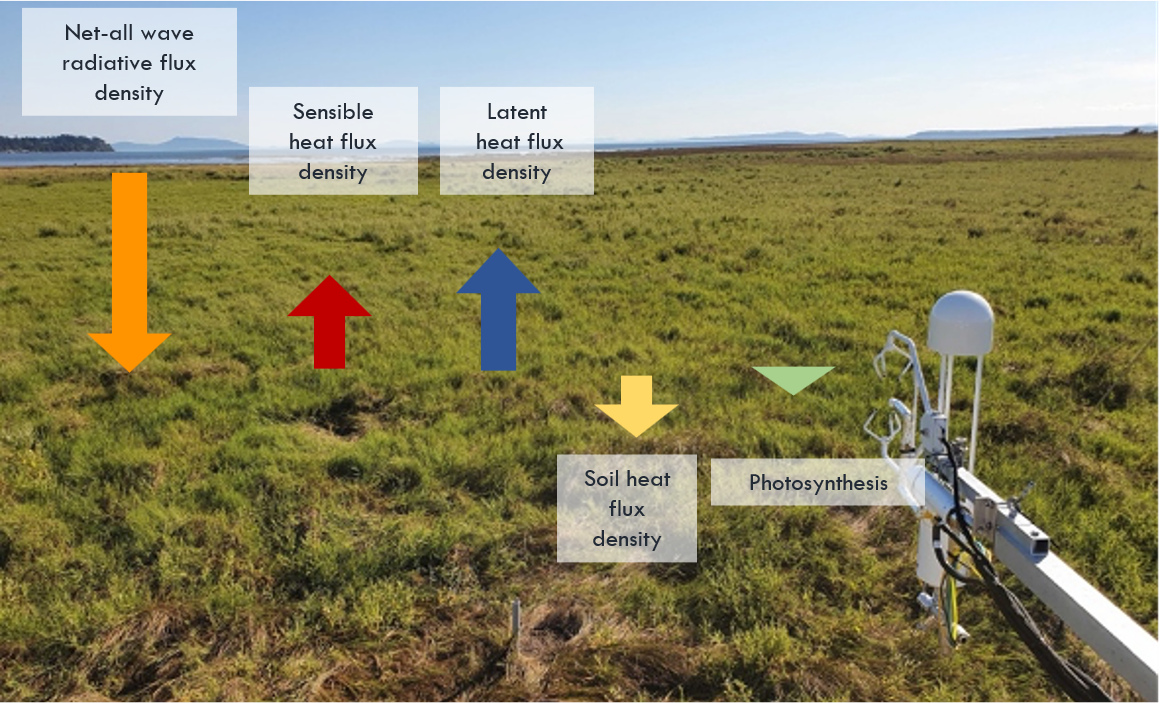 Net-all wave
radiative flux
density
Sensible
heat flux
density
Latent
heat flux
density
Soil heat
flux
density
Photosynthesis